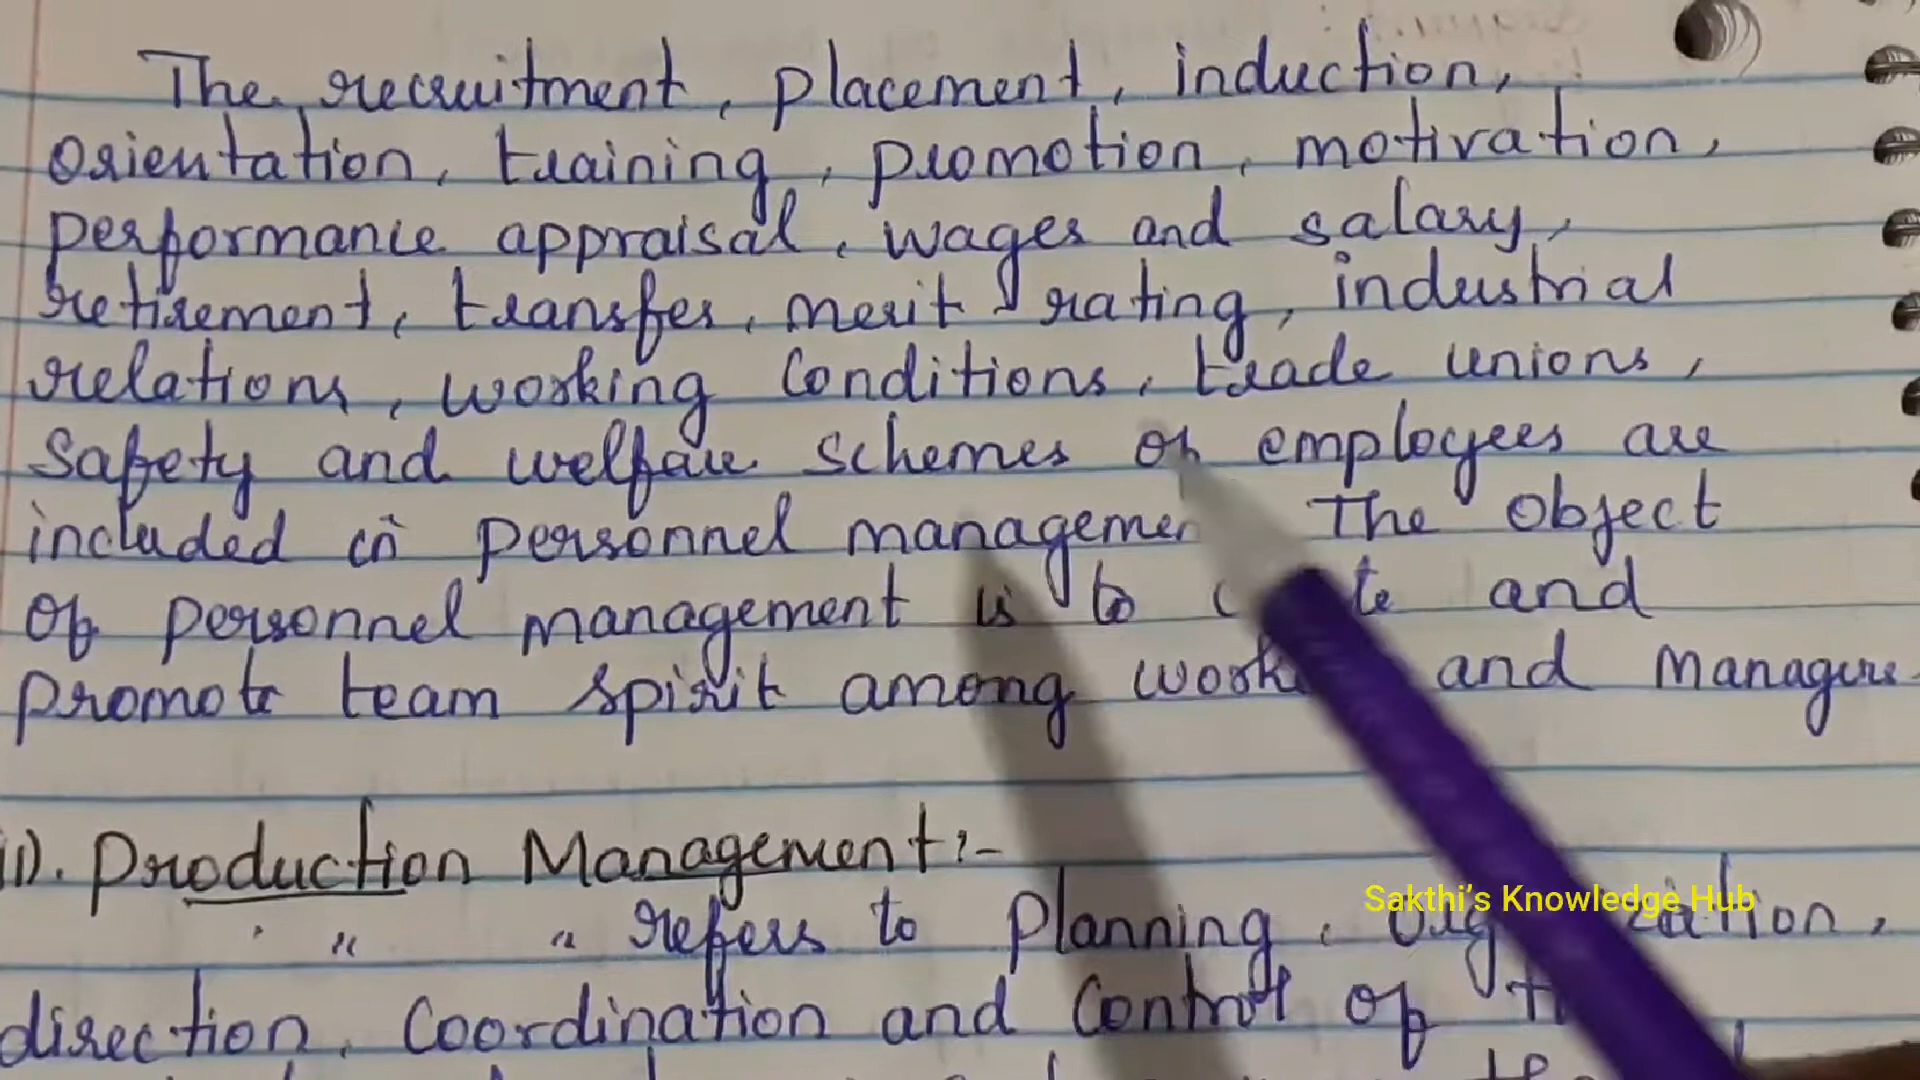 The recruitment, placement, induction,
orientation, training, promotion, motivation,
performance appraisal, wages and salary,
retirement, transfer, merit rating, industrial
relations, working conditions, trade unions,
Safety and welfare schemes of employees are
included in personnel The object
of personnel management is to and
promote team spirit among and
ii). Production Management:-
" " refers to Planning,
direction, Coordination and Control of
Sakthi's Knowledge Hub